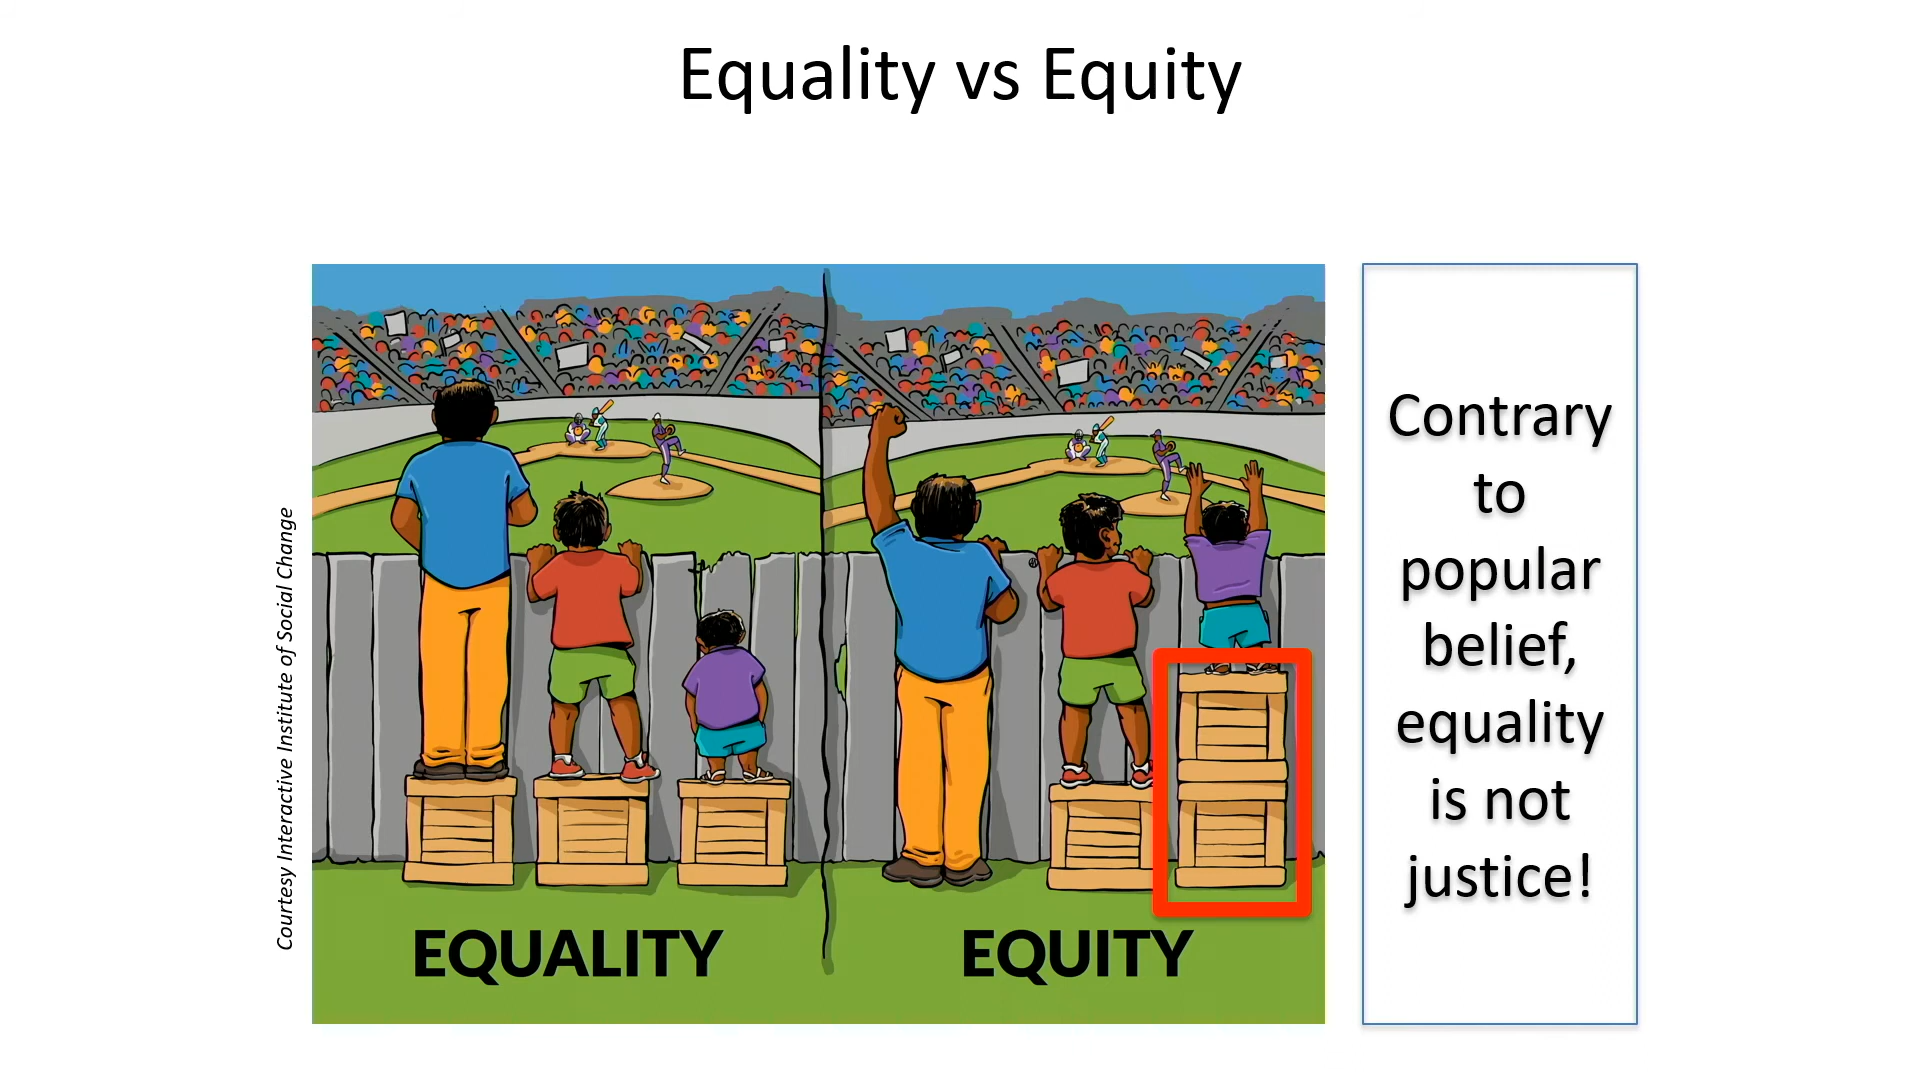 Equality vs Equity
Courtesy Interactive Institute of Social Change
EQUALITY
EQUITY
Contrary
to
popular
belief,
equality
is not
justice!